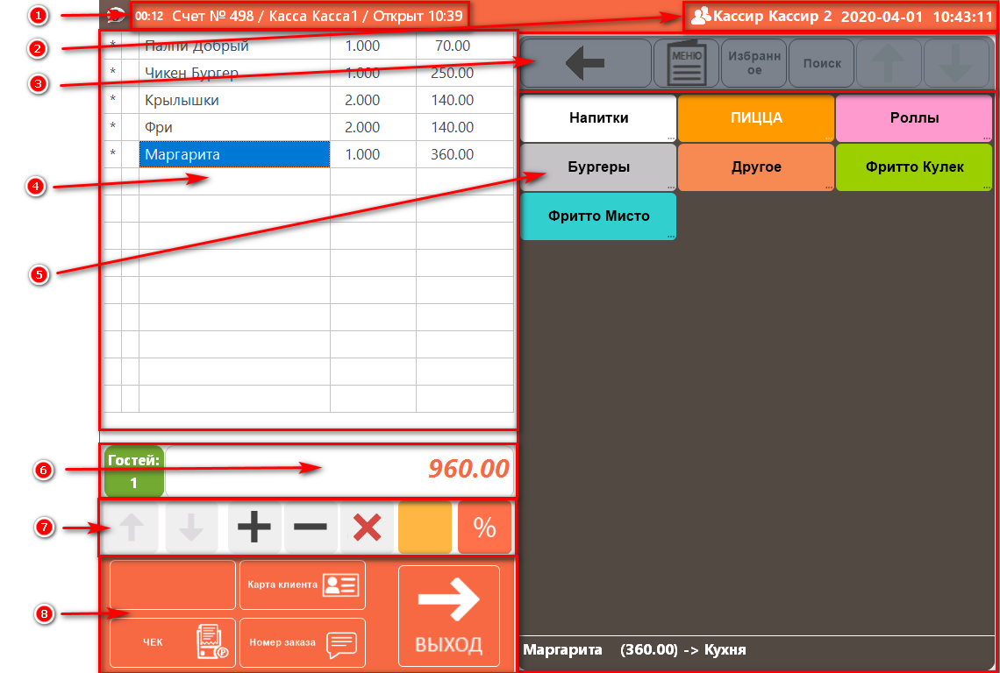 1
00:12 Счет № 498 / Касса Касса1 / Открыт 10:39
Кассир Кассир 2 2020-04-01 10:43:11
2
3
4
5
6
7
8
* Палпи Добрый 1.000 70.00
* Чикен Бургер 1.000 250.00
* Крылышки 2.000 140.00
* Фри 2.000 140.00
* Маргарита 1.000 360.00
Гостей:
1
960.00
%
Карта клиента
ЧЕК
Номер заказа
ВЫХОД
МЕНЮ
Избранн
ое
Поиск
Напитки
ПИЦЦА
Роллы
Бургеры
Другое
Фритто Кулек
Фритто Мисто
Маргарита (360.00) -> Кухня